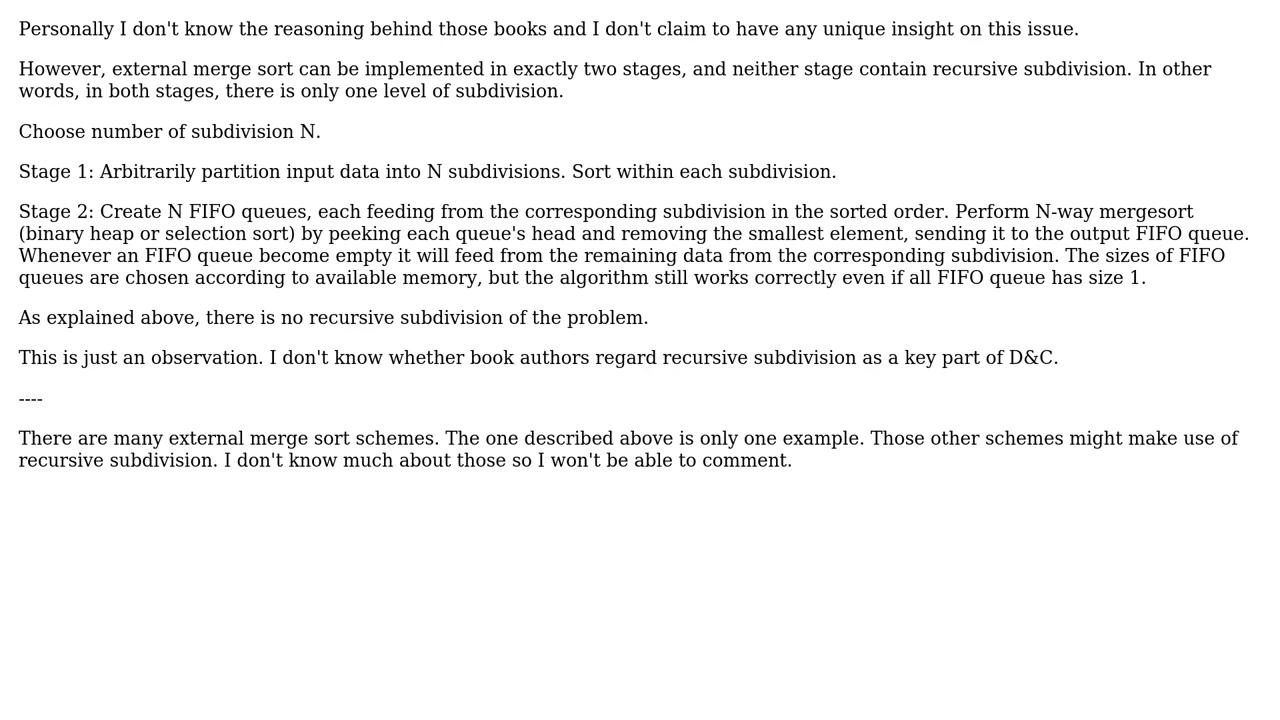 Personally I don't know the reasoning behind those books and I don't claim to have any unique insight on this issue.
However, external merge sort can be implemented in exactly two stages, and neither stage contain recursive subdivision. In other
words, in both stages, there is only one level of subdivision.
Choose number of subdivision N.
Stage 1: Arbitrarily partition input data into N subdivisions. Sort within each subdivision.
Stage 2: Create N FIFO queues, each feeding from the corresponding subdivision in the sorted order. Perform N-way mergesort
(binary heap or selection sort) by peeking each queue's head and removing the smallest element, sending it to the output FIFO queue.
Whenever an FIFO queue become empty it will feed from the remaining data from the corresponding subdivision. The sizes of FIFO
queues are chosen according to available memory, but the algorithm still works correctly even if all FIFO queue has size 1.
As explained above, there is no recursive subdivision of the problem.
This is just an observation. I don't know whether book authors regard recursive subdivision as a key part of D&C.
----
There are many external merge sort schemes. The one described above is only one example. Those other schemes might make use of
recursive subdivision. I don't know much about those so I won't be able to comment.